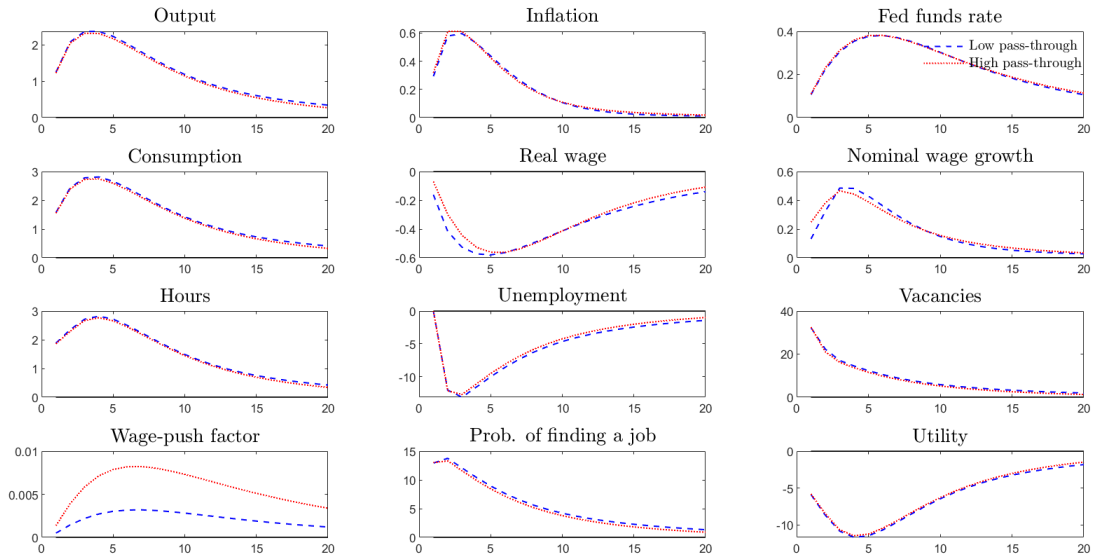 Output
Inflation
Fed funds rate
2
1
0
0 5 10 15 20
0.6
0.4
0.2
0
0 5 10 15 20
0.4
0.2
0
0 5 10 15 20
Low pass-through
High pass-through
Consumption
Real wage
Nominal wage growth
3
2
1
0
0 5 10 15 20
0
-0.2
-0.4
-0.6
0 5 10 15 20
0.6
0.4
0.2
0
0 5 10 15 20
Hours
Unemployment
Vacancies
3
2
1
0
0 5 10 15 20
0
-5
-10
0 5 10 15 20
40
20
0
0 5 10 15 20
Wage-push factor
Prob. of finding a job
Utility
0.01
0.005
0
0 5 10 15 20
15
10
5
0
0 5 10 15 20
0
-5
-10
0 5 10 15 20